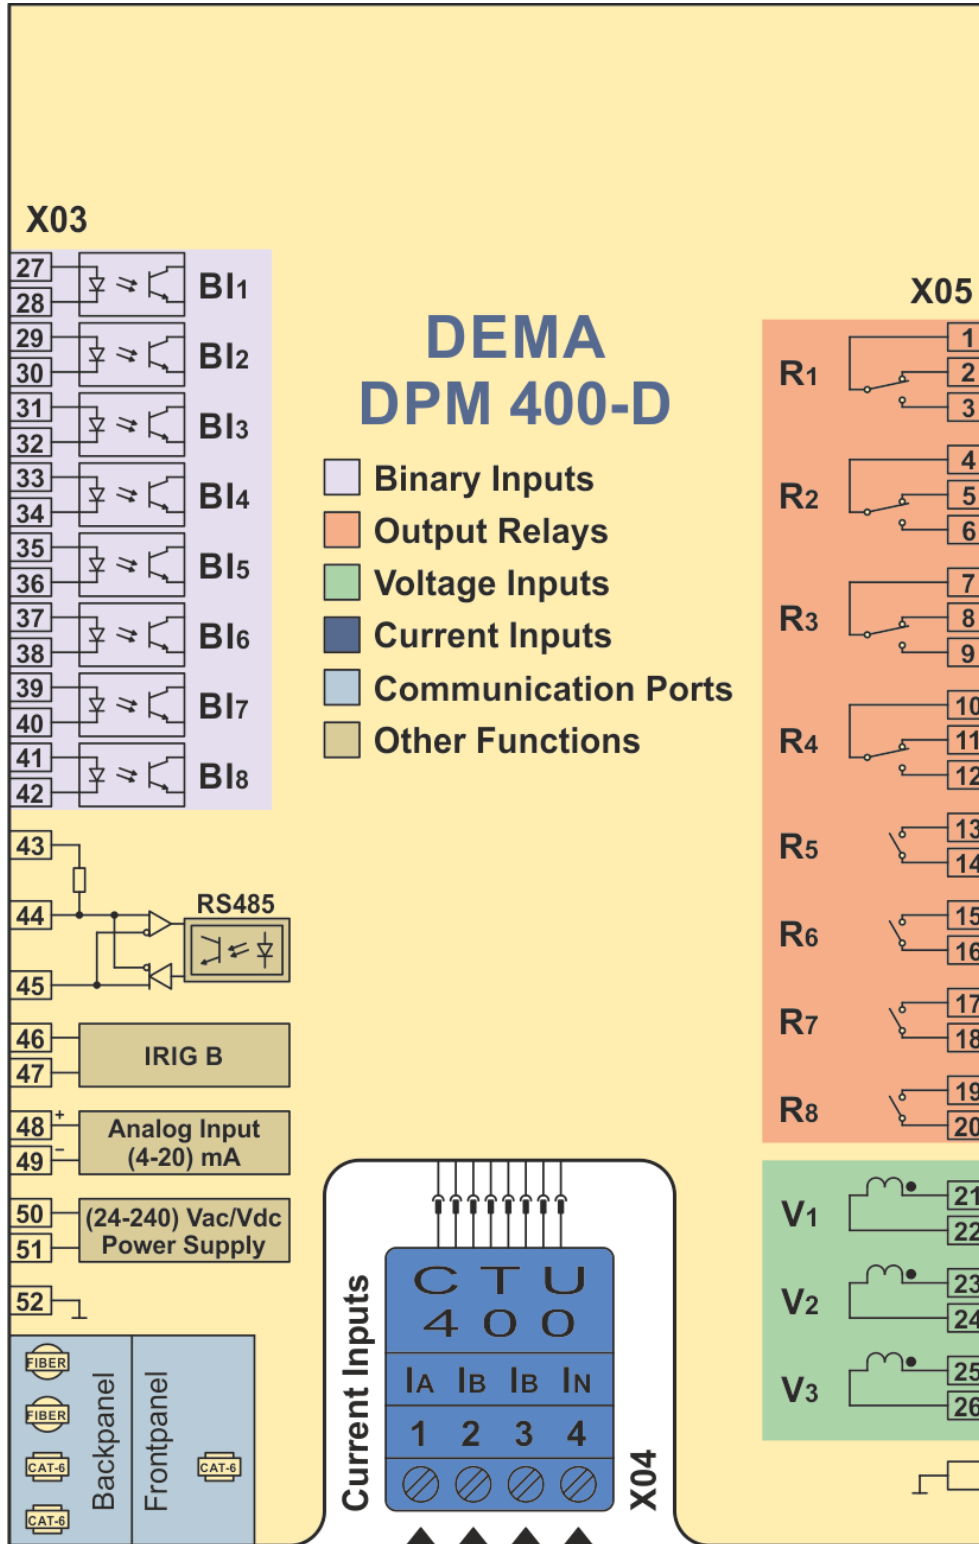 X03
27
28
BI1
29
30
BI2
31
32
BI3
33
34
BI4
35
36
BI5
37
38
BI6
39
40
BI7
41
42
BI8
43
44
45
RS485
46
47
IRIG B
48 +
49 –
Analog Input
(4-20) mA
50
51
(24-240) Vac/Vdc
Power Supply
52
FIBER
FIBER
CAT-6
CAT-6
Backpanel
Frontpanel
CAT-6
DEMA
DPM 400-D
Binary Inputs
Output Relays
Voltage Inputs
Current Inputs
Communication Ports
Other Functions
Current Inputs
C T U
4 0 0
IA IB IB IN
1 2 3 4
X04
X05
R1
1
2
3
R2
4
5
6
R3
7
8
9
R4
10
11
12
R5
13
14
R6
15
16
R7
17
18
R8
19
20
V1
21
22
V2
23
24
V3
25
26